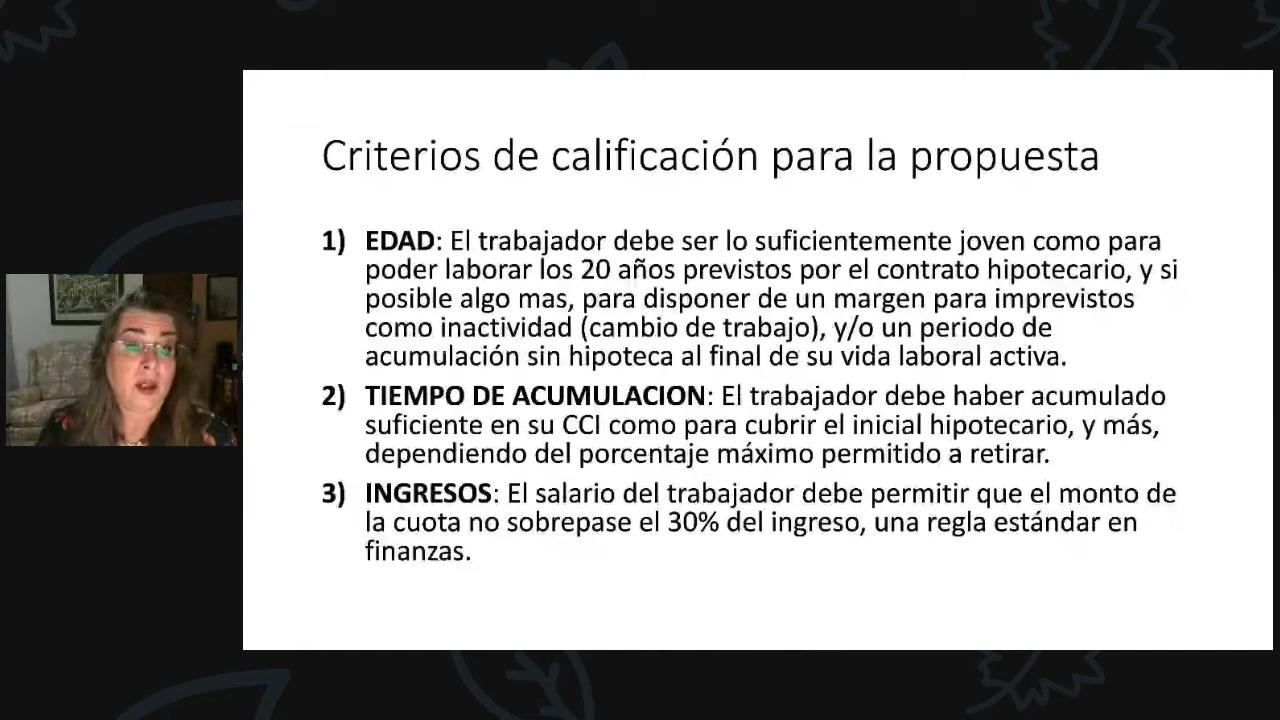 Criterios de calificación para la propuesta
1) EDAD: El trabajador debe ser lo suficientemente joven como para
poder laborar los 20 años previstos por el contrato hipotecario, y si
posible algo mas, para disponer de un margen para imprevistos
como inactividad (cambio de trabajo), y/o un periodo de
acumulación sin hipoteca al final de su vida laboral activa.
2) TIEMPO DE ACUMULACION: El trabajador debe haber acumulado
suficiente en su CCI como para cubrir el inicial hipotecario, y más,
dependiendo del porcentaje máximo permitido a retirar.
3) INGRESOS: El salario del trabajador debe permitir que el monto de
la cuota no sobrepase el 30% del ingreso, una regla estándar en
finanzas.